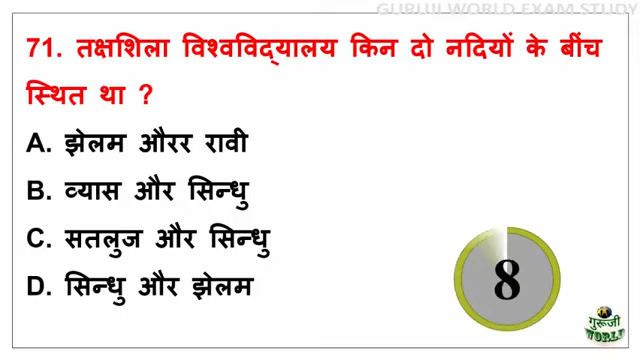 GURUJI WORLD EXAM STUDY
71. तक्षशिला विश्वविद्यालय किन दो नदियों के बींच
स्थित था ?
A. झेलम औरर रावी
B. व्यास और सिन्धु
C. सतलुज और सिन्धु
D. सिन्धु और झेलम
8
गुरूजी
WORLD